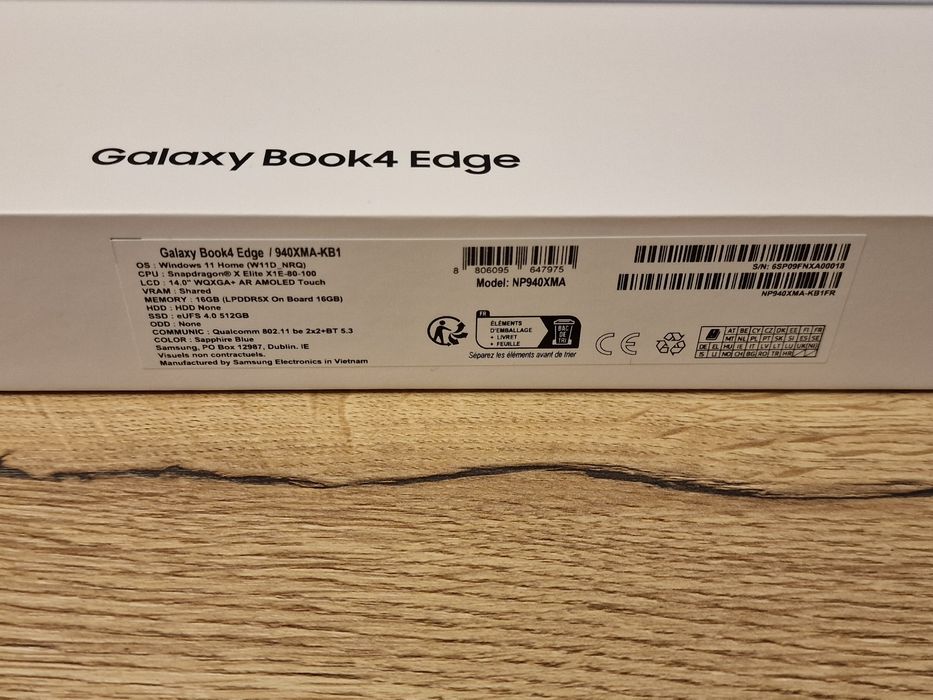 Galaxy Book4 Edge
Galaxy Book4 Edge / 940XMA-KB1
OS : Windows 11 Home (W11D_NRQ)
CPU : Snapdragon® X Elite X1E-80-100
LCD : 14.0" WQXGA+ AR AMOLED Touch
VRAM : Shared
MEMORY : 16GB (LPDDR5X On Board 16GB)
HDD : HDD None
SSD : eUFS 4.0 512GB
ODD : None
COMMUNIC : Qualcomm 802.11 be 2x2+BT 5.3
COLOR : Sapphire Blue
Samsung, PO Box 12987, Dublin. IE
Visuels non contractuels.
Manufactured by Samsung Electronics in Vietnam
8 806095 647975
Model: NP940XMA
FR
ÉLÉMENTS
D'EMBALLAGE
+ LIVRET
+ FEUILLE
BAC
DE
TRI
Séparez les éléments avant de trier
S/N: 6SP09FNXA00018
NP940XMA-KB1FR
CE
AT BE CY CZ DK EE FI FR
MT NL PL PT SK SI ES SE
DE EL HU IE IT LV LT LU UK(NI)
IS LI NO CH BG RO TR HR